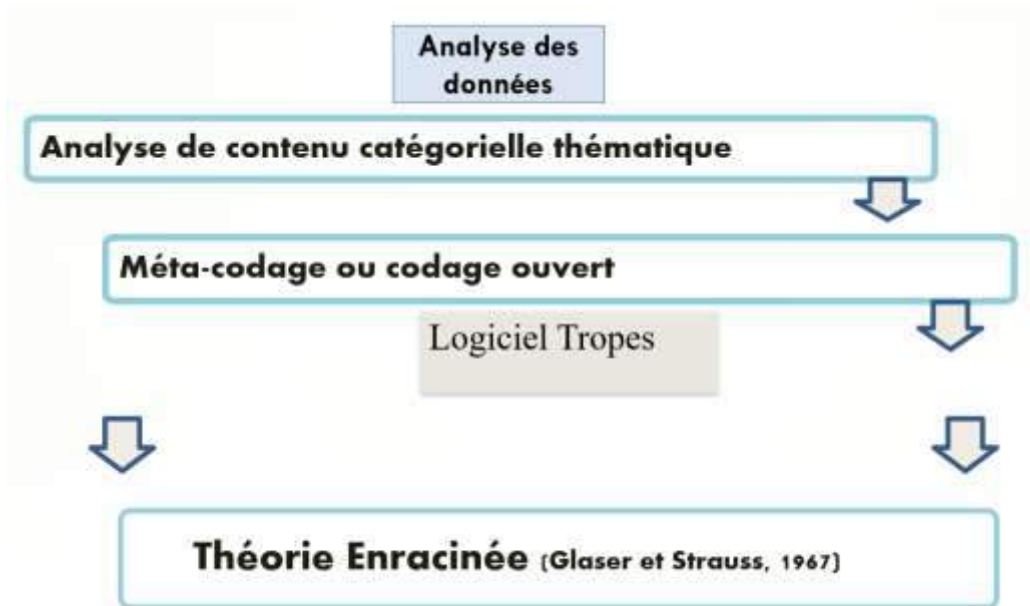 Analyse des
données
Analyse de contenu catégorielle thématique
Méta-codage ou codage ouvert
Logiciel Tropes
Théorie Enracinée (Glaser et Strauss, 1967)